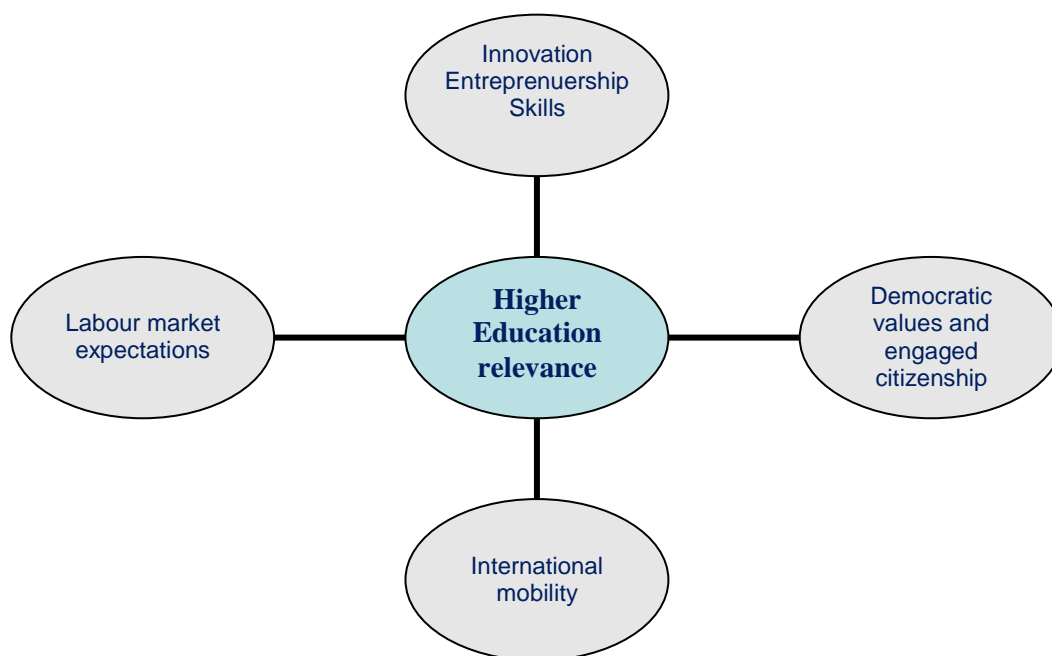 Innovation
Entreprenuership
Skills
Labour market
expectations
Higher
Education
relevance
Democratic
values and
engaged
citizenship
International
mobility